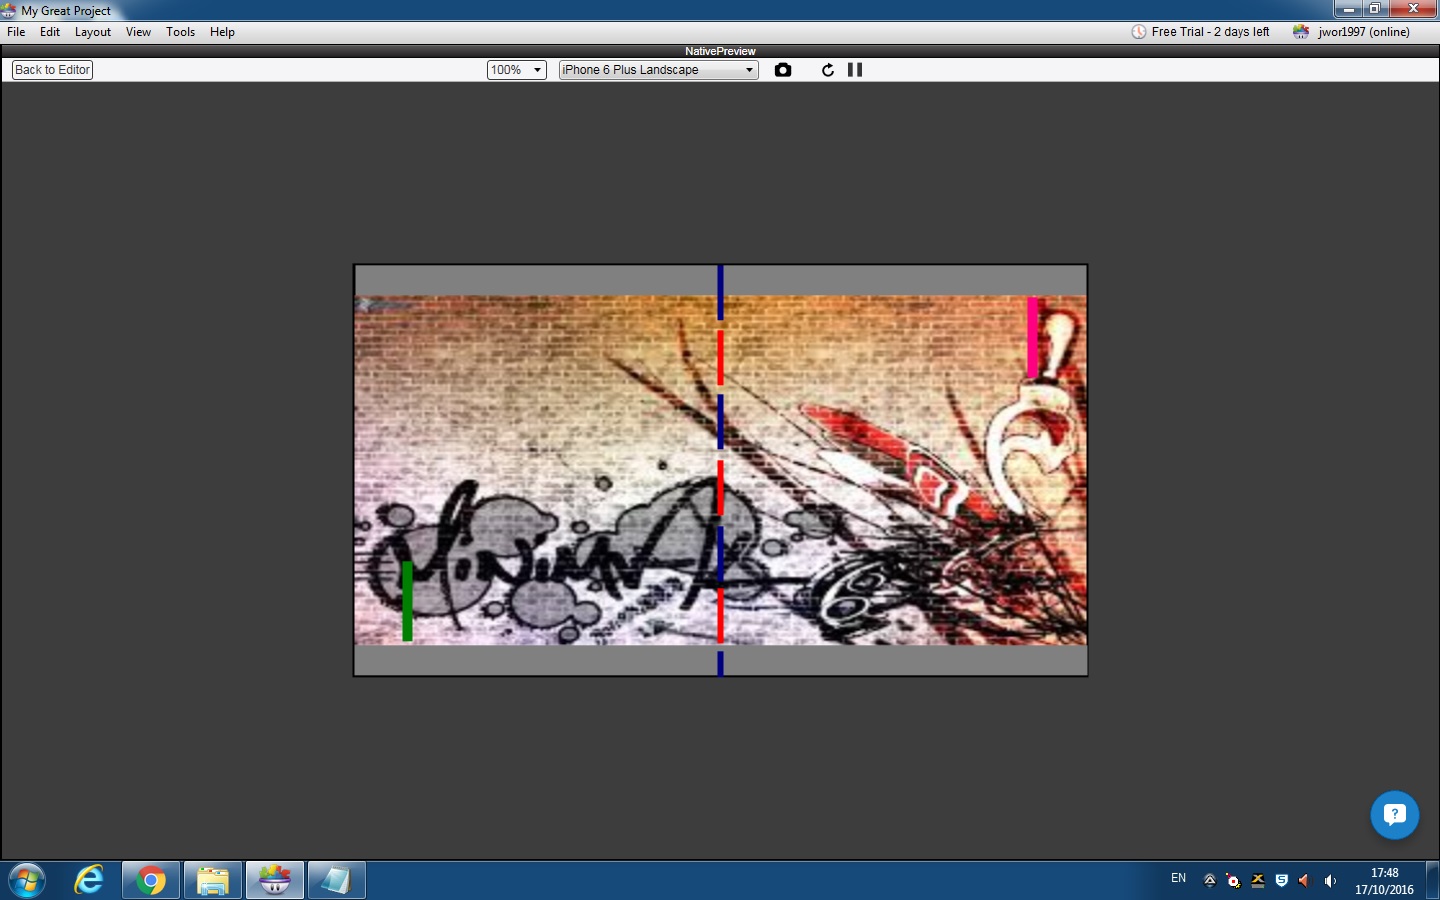 My Great Project
File Edit Layout View Tools Help
Free Trial - 2 days left
jwor1997 (online)
NativePreview
Back to Editor
100%
iPhone 6 Plus Landscape
EN
17:48
17/10/2016